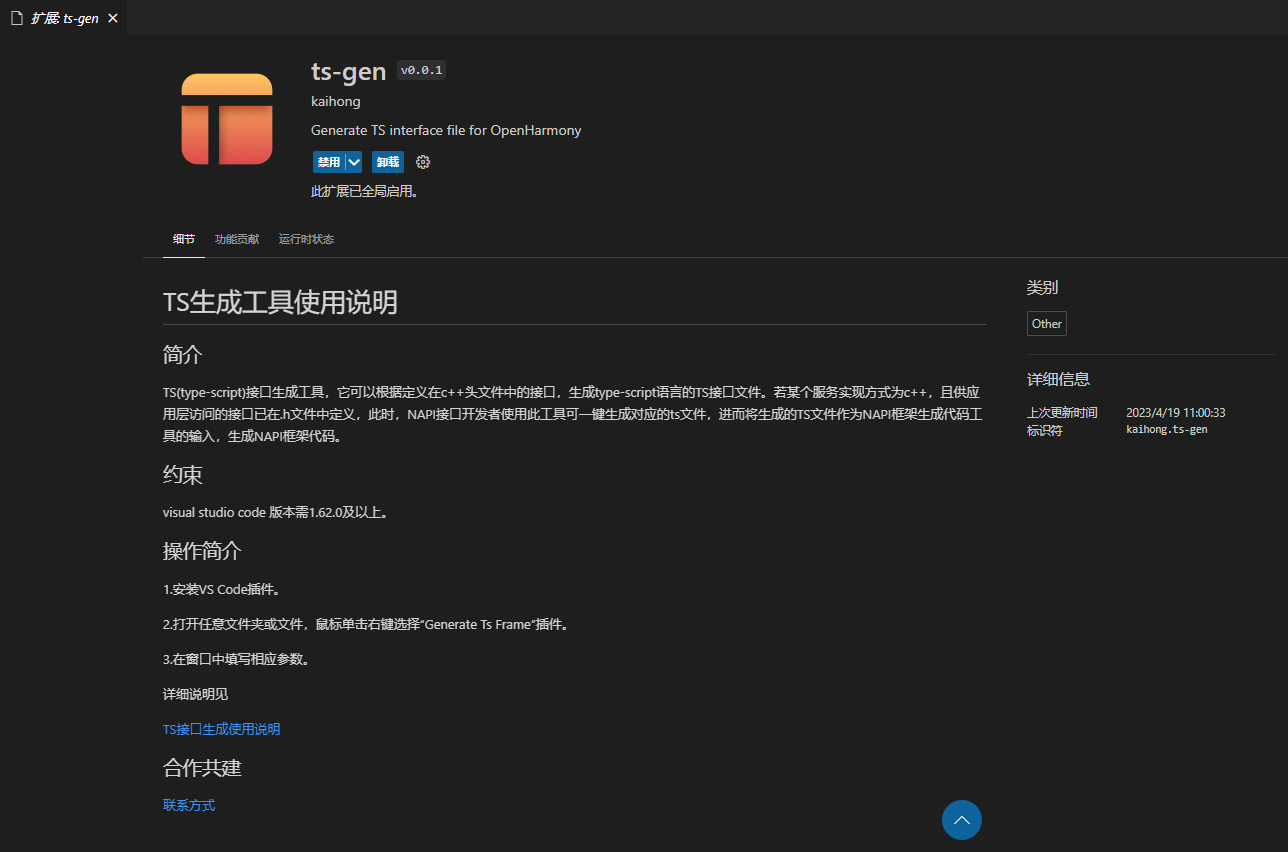 扩展: ts-gen
ts-gen v0.0.1
kaihong
Generate TS interface file for OpenHarmony
禁用 卸载
此扩展已全局启用。
细节 功能贡献 运行时状态
TS生成工具使用说明
简介
TS(type-script)接口生成工具，它可以根据定义在c++头文件中的接口，生成type-script语言的TS接口文件。若某个服务实现方式为c++，且供应
用层访问的接口已在.h文件中定义，此时，NAPI接口开发者使用此工具可一键生成对应的ts文件，进而将生成的TS文件作为NAPI框架生成代码工
具的输入，生成NAPI框架代码。
约束
visual studio code 版本需1.62.0及以上。
操作简介
1.安装VS Code插件。
2.打开任意文件夹或文件，鼠标单击右键选择“Generate Ts Frame”插件。
3.在窗口中填写相应参数。
详细说明见
TS接口生成使用说明
合作共建
联系方式
类别
Other
详细信息
上次更新时间 2023/4/19 11:00:33
标识符 kaihong.ts-gen